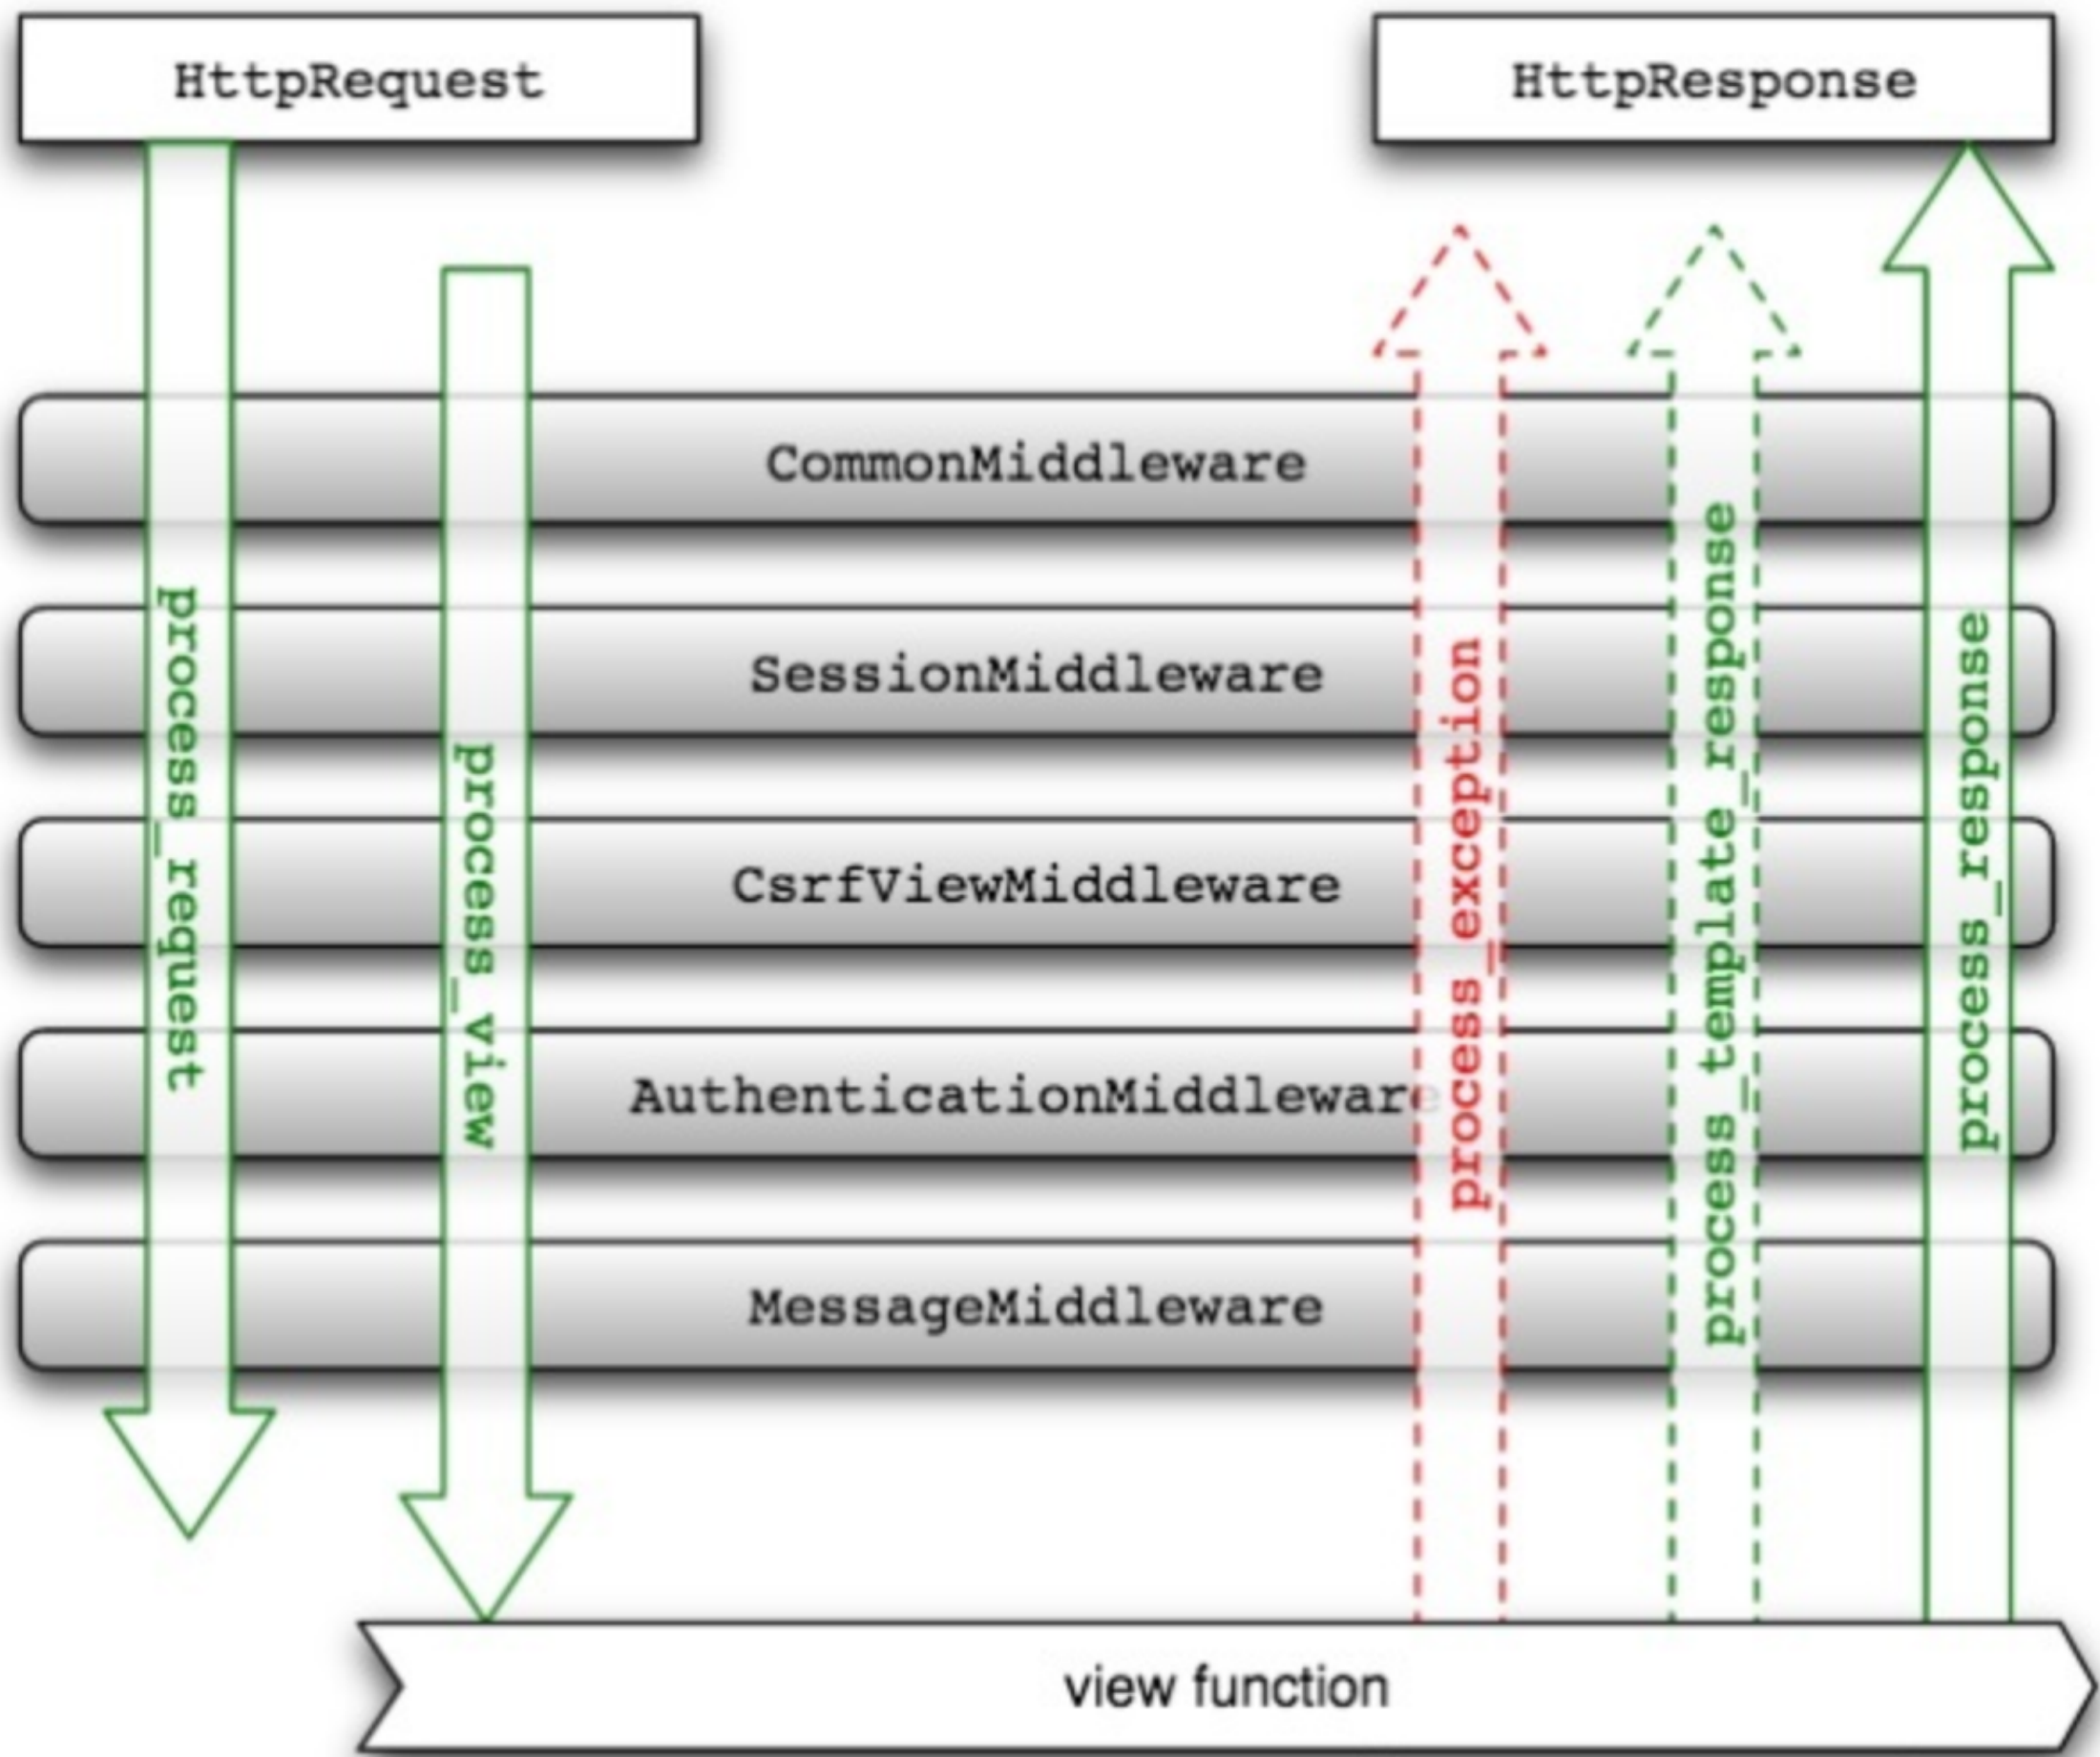 HttpRequest
HttpResponse
CommonMiddleware
SessionMiddleware
CsrfViewMiddleware
AuthenticationMiddleware
MessageMiddleware
process_request
process_view
process_exception
process_template_response
process_response
view function